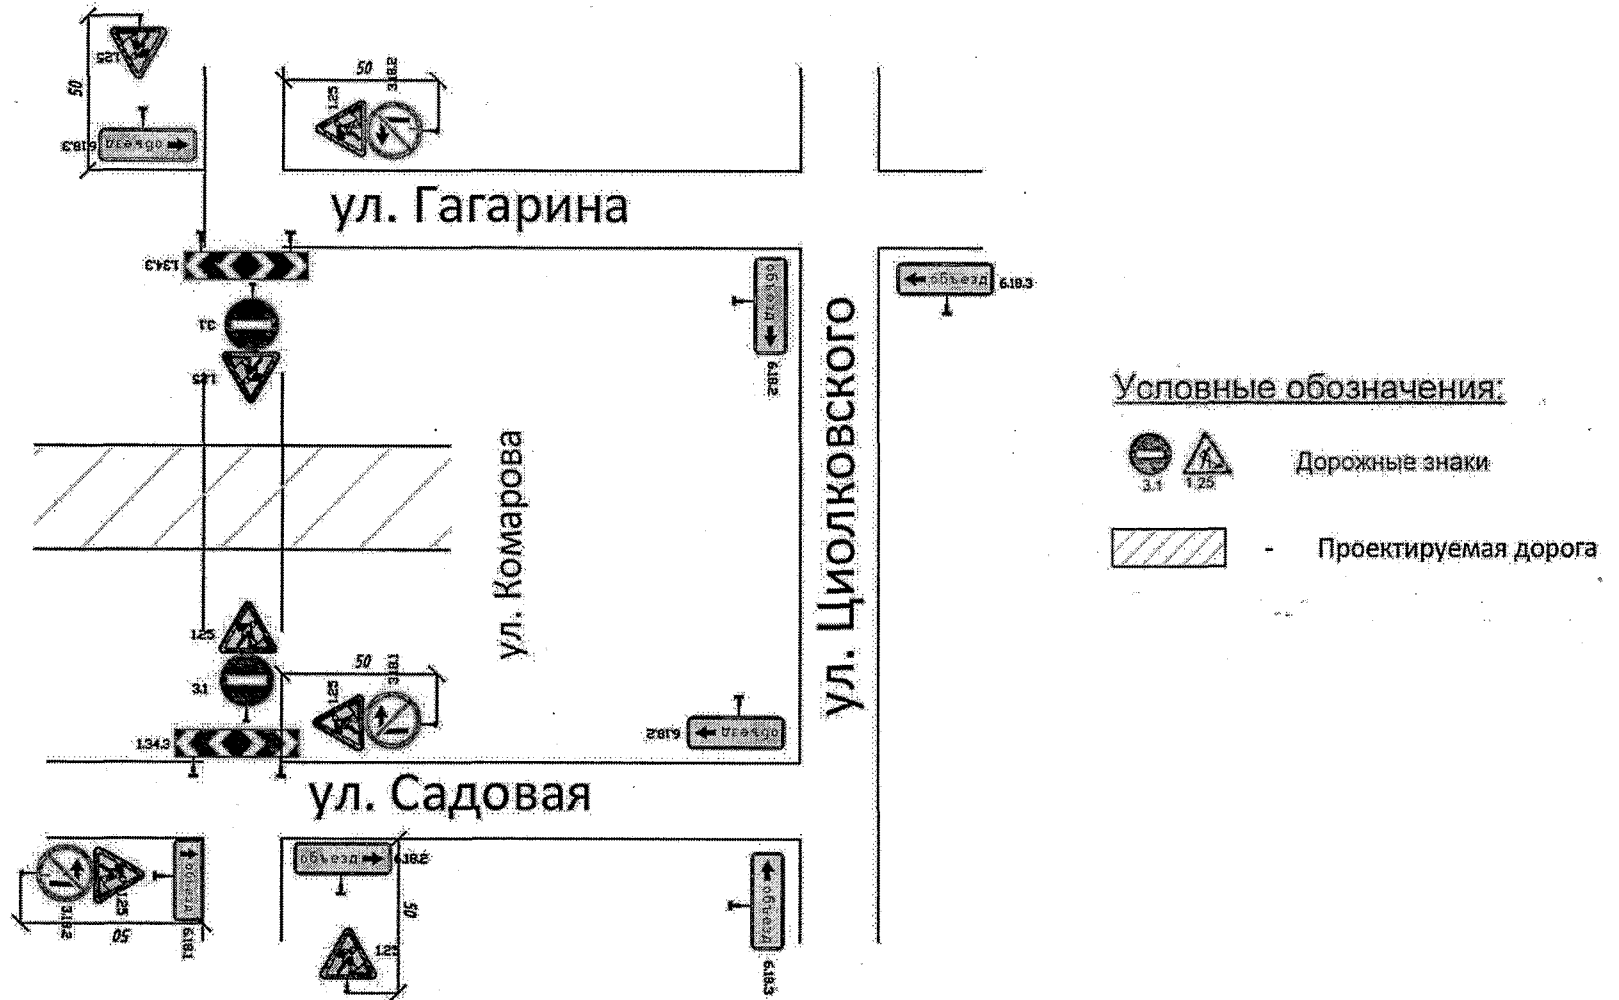 1.25
50
6.18.3
объезд
50
1.25
3.18.2
ул. Гагарина
1.34.3
3.1
1.25
объезд
6.18.2
объезд
6.18.3
ул. Циолковского
ул. Комарова
Условные обозначения:
3.1
1.25
Дорожные знаки
- Проектируемая дорога
1.25
3.1
1.34.3
50
1.25
3.18.1
6.18.2
объезд
ул. Садовая
3.18.2
1.25
50
объезд
6.18.1
объезд
6.18.2
50
1.25
объезд
6.18.3